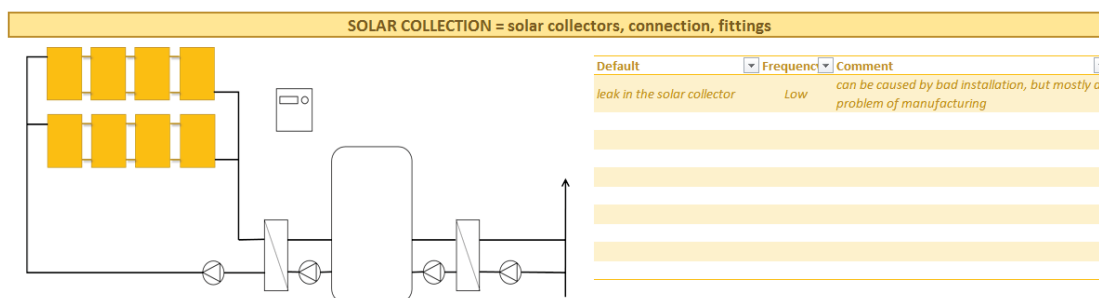 SOLAR COLLECTION = solar collectors, connection, fittings
Default Frequenc Comment
leak in the solar collector Low can be caused by bad installation, but mostly a
problem of manufacturing